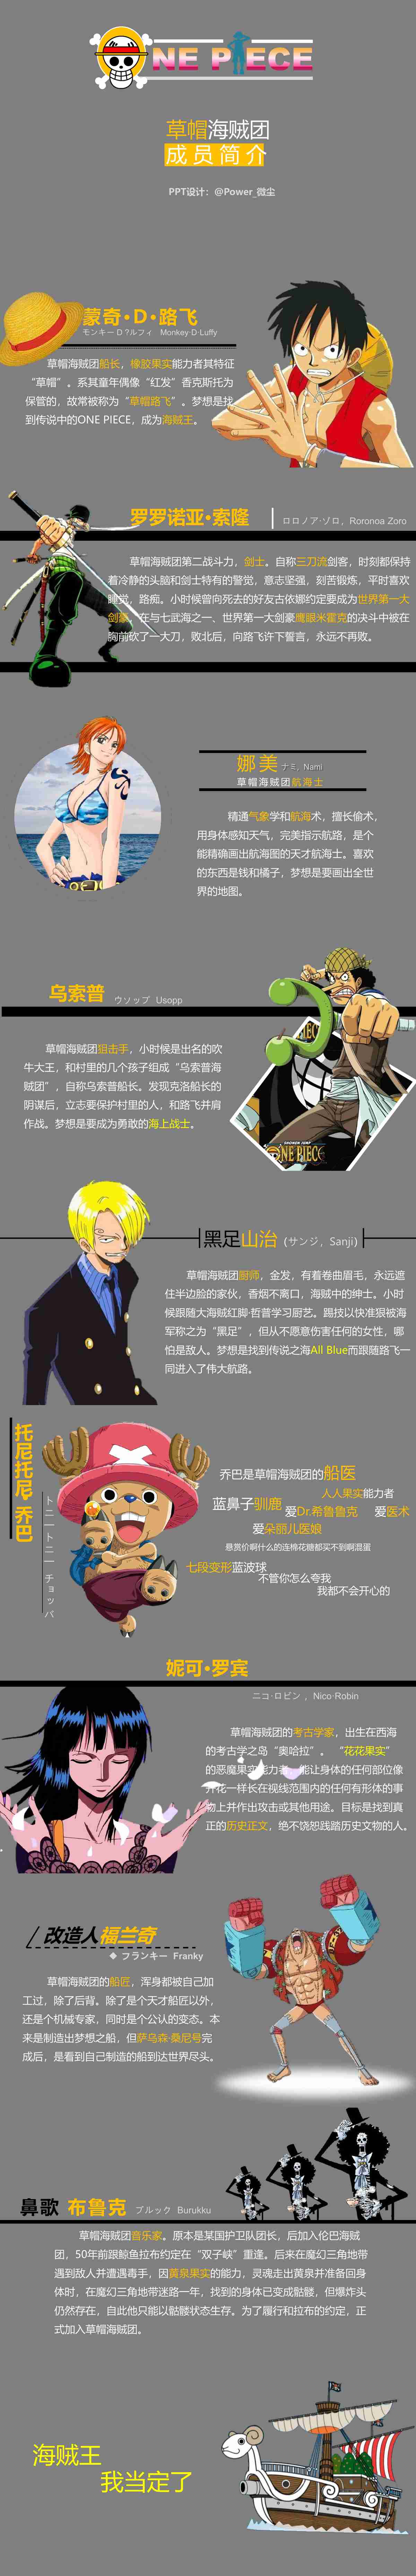 ONE PIECE
草帽海贼团
成员简介
PPT设计：@Power_微尘
蒙奇·D·路飞
モンキー D？ルフィ Monkey·D·Luffy
草帽海贼团船长，橡胶果实能力者其特征
“草帽”。系其童年偶像“红发”香克斯托为
保管的，故常被称为“草帽路飞”。梦想是找
到传说中的ONE PIECE，成为海贼王。
罗罗诺亚·索隆
ロロノア·ゾロ，Roronoa Zoro
草帽海贼团第二战斗力，剑士。自称三刀流剑客，时刻都保持
着冷静的头脑和剑士特有的警觉，意志坚强，刻苦锻炼，平时喜欢
睡觉，路痴。小时候曾向死去的好友古依娜约定要成为世界第一大
剑豪，在与七武海之一、世界第一大剑豪鹰眼米霍克的决斗中被在
胸前砍了一大刀，败北后，向路飞许下誓言，永远不再败。
娜美 ナミ, Nami
草帽海贼团航海士
精通气象学和航海术，擅长偷术，
用身体感知天气，完美指示航路，是个
能精确画出航海图的天才航海士。喜欢
的东西是钱和橘子，梦想是要画出全世
界的地图。
乌索普 ウソップ Usopp
草帽海贼团狙击手，小时候是出名的吹
牛大王，和村里的几个孩子组成“乌索普海
贼团”，自称乌索普船长。发现克洛船长的
阴谋后，立志要保护村里的人，和路飞并肩
作战。梦想是要成为勇敢的海上战士。
ONE PIECE
黑足山治（サンジ，Sanji）
草帽海贼团厨师，金发，有着卷曲眉毛，永远遮
住半边脸的家伙，香烟不离口，海贼中的绅士。小时
候跟随大海贼红脚·哲普学习厨艺。踢技以快准狠被海
军称之为“黑足”，但从不愿意伤害任何的女性，哪
怕是敌人。梦想是找到传说之海All Blue而跟随路飞一
同进入了伟大航路。
托尼托尼·乔巴
トニ｜トニ｜ チョッパ
乔巴是草帽海贼团的船医
人人果实能力者
蓝鼻子驯鹿
爱Dr.希鲁鲁克 爱医术
爱朵丽儿医娘
悬赏价啊什么的连棉花糖都买不到啊混蛋
七段变形蓝波球
不管你怎么夸我
我都不会开心的
妮可·罗宾
ニコ·ロビン ，Nico·Robin
草帽海贼团的考古学家，出生在西海
的考古学之岛“奥哈拉”。 “花花果实”
的恶魔果实能力者，能让身体的任何部位像
开花一样长在视线范围内的任何有形体的事
物上并作出攻击或其他用途。目标是找到真
正的历史正文，绝不饶恕践踏历史文物的人。
改造人福兰奇
◆ フランキー Franky
草帽海贼团的船匠，浑身都被自己加
工过，除了后背。除了是个天才船匠以外，
还是个机械专家，同时是个公认的变态。本
来是制造出梦想之船，但萨乌森·桑尼号完
成后，是看到自己制造的船到达世界尽头。
鼻歌 布鲁克 ブルック Burukku
草帽海贼团音乐家。原本是某国护卫队团长，后加入伦巴海贼
团，50年前跟鲸鱼拉布约定在“双子峡”重逢。后来在魔幻三角地带
遇到敌人并遭遇毒手，因黄泉果实的能力，灵魂走出黄泉并准备回身
体时，在魔幻三角地带迷路一年，找到的身体已变成骷髅，但爆炸头
仍然存在，自此他只能以骷髅状态生存。为了履行和拉布的约定，正
式加入草帽海贼团。
海贼王
我当定了